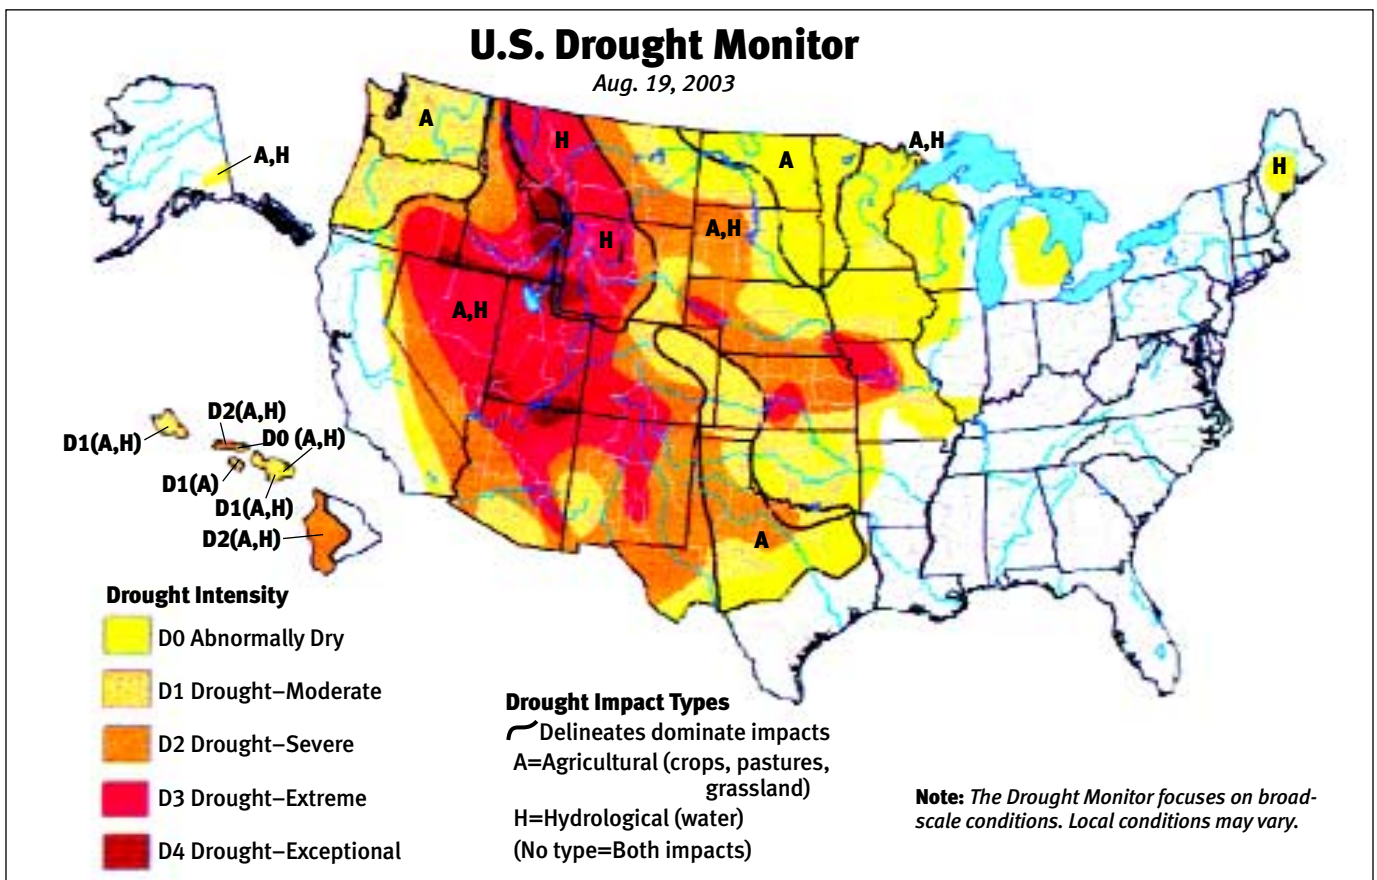 U.S. Drought Monitor
Aug. 19, 2003
A
H
A,H
A
A,H
H
A,H
H
A,H
A
D2(A,H)
D1(A,H)
D0 (A,H)
D1(A)
D1(A,H)
D2(A,H)
Drought Intensity
D0 Abnormally Dry
D1 Drought–Moderate
D2 Drought–Severe
D3 Drought–Extreme
D4 Drought–Exceptional
Drought Impact Types
Delineates dominate impacts
A=Agricultural (crops, pastures,
grassland)
H=Hydrological (water)
(No type=Both impacts)
Note: The Drought Monitor focuses on broad-
scale conditions. Local conditions may vary.